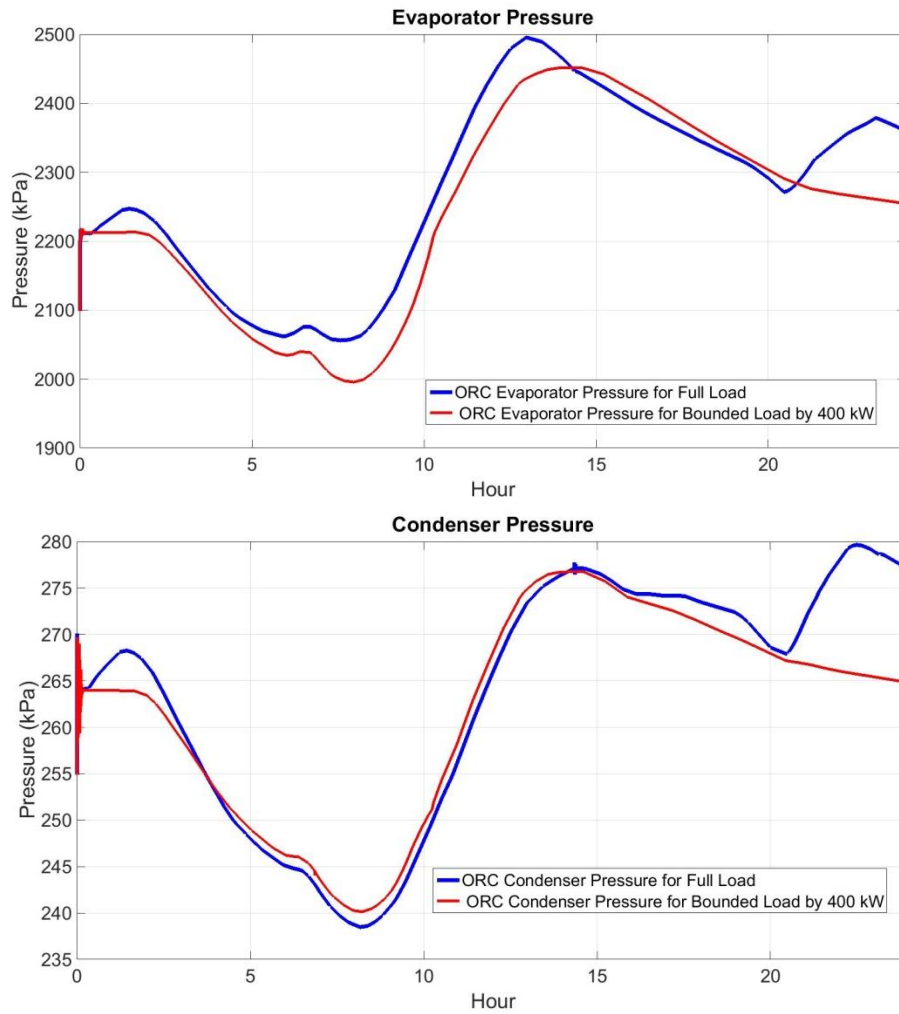 Evaporator Pressure
2500
2400
2300
2200
2100
2000
1900
Pressure (kPa)
ORC Evaporator Pressure for Full Load
ORC Evaporator Pressure for Bounded Load by 400 kW
0 5 10 15 20
Hour
Condenser Pressure
280
275
270
265
260
255
250
245
240
235
Pressure (kPa)
ORC Condenser Pressure for Full Load
ORC Condenser Pressure for Bounded Load by 400 kW
0 5 10 15 20
Hour